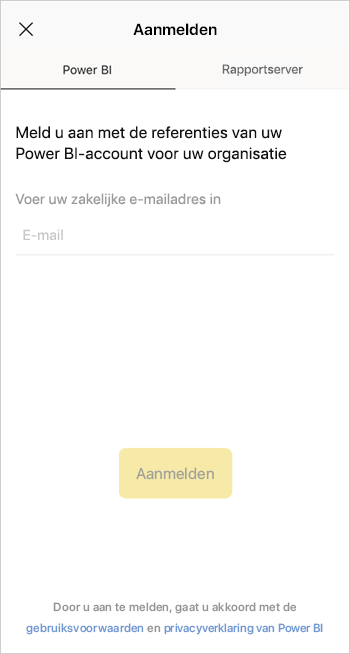 Aanmelden
Power BI
Rapportserver
Meld u aan met de referenties van uw
Power BI-account voor uw organisatie
Voer uw zakelijke e-mailadres in
E-mail
Aanmelden
Door u aan te melden, gaat u akkoord met de
gebruiksvoorwaarden en privacyverklaring van Power BI